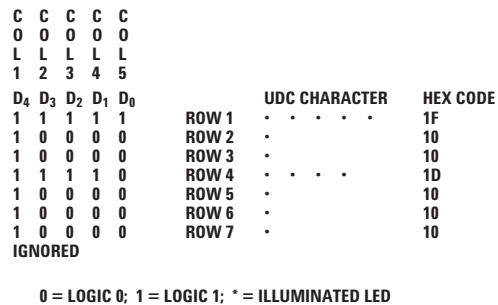 C C C C C
O O O O O
L L L L L
1 2 3 4 5
D4 D3 D2 D1 D0 UDC CHARACTER HEX CODE
1 1 1 1 1 ROW 1 • • • • • 1F
1 0 0 0 0 ROW 2 • 10
1 0 0 0 0 ROW 3 • 10
1 1 1 1 0 ROW 4 • • • • 1D
1 0 0 0 0 ROW 5 • 10
1 0 0 0 0 ROW 6 • 10
1 0 0 0 0 ROW 7 • 10
IGNORED
0 = LOGIC 0; 1 = LOGIC 1; * = ILLUMINATED LED